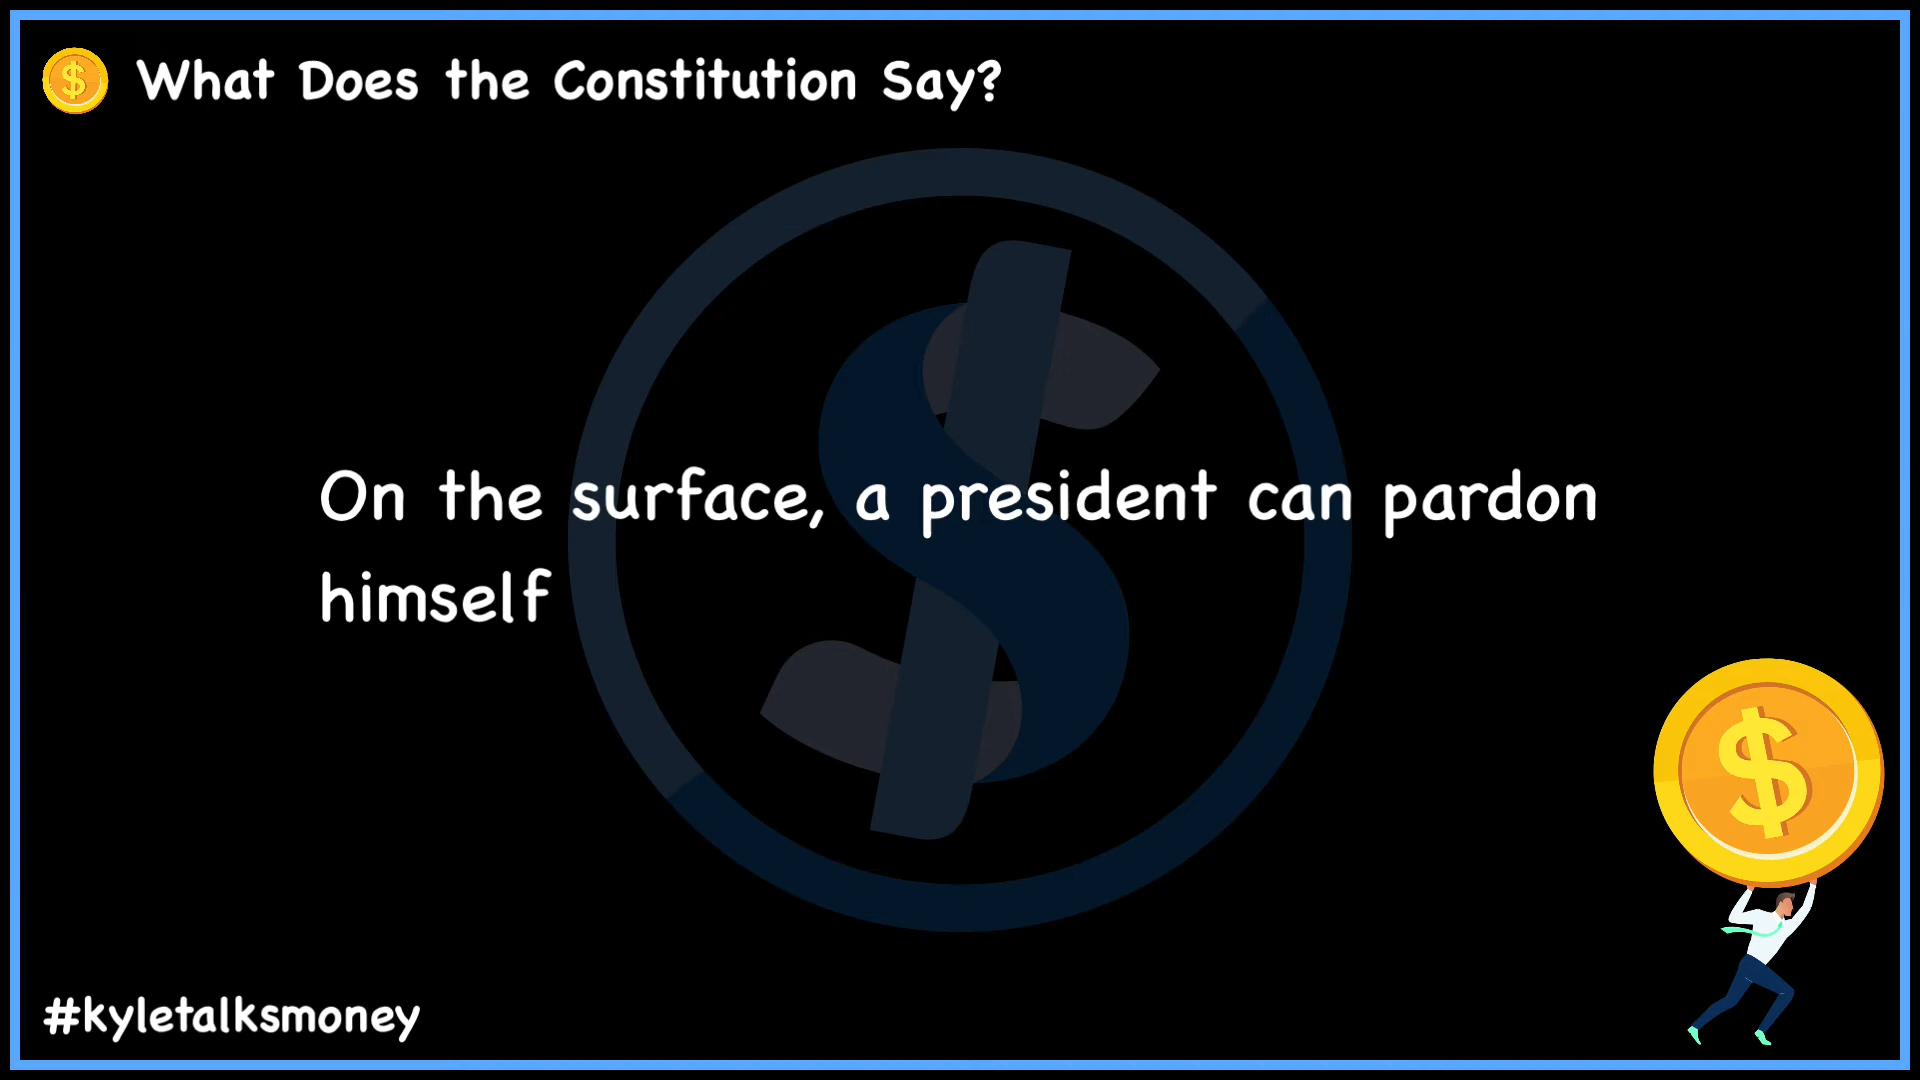 What Does the Constitution Say?
On the surface, a president can pardon
himself
#kyletalksmoney